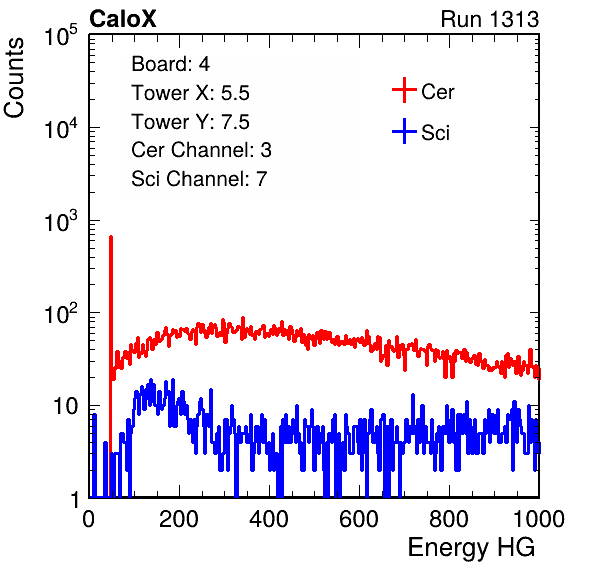 CaloX Run 1313
Counts
Board: 4
Tower X: 5.5
Tower Y: 7.5
Cer Channel: 3
Sci Channel: 7
Cer
Sci
10^5
10^4
10^3
10^2
10
1
0 200 400 600 800 1000
Energy HG